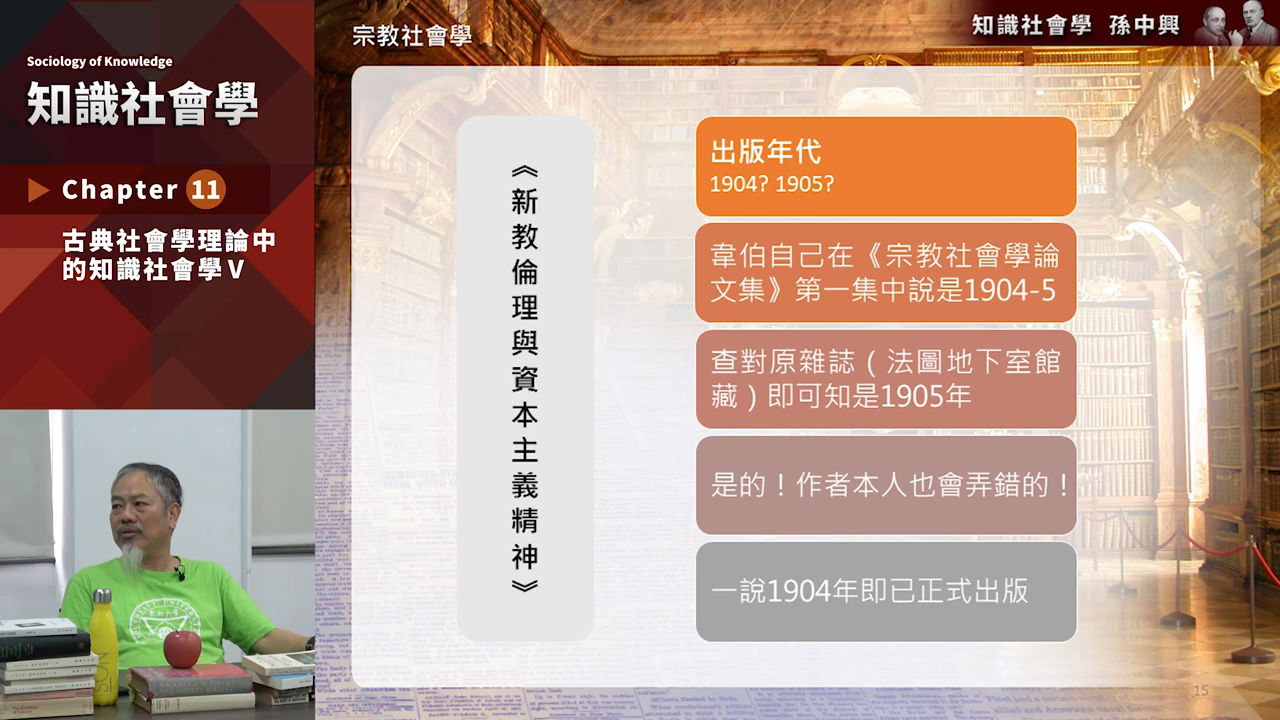 Sociology of Knowledge
知識社會學
Chapter 11
古典社會學理論中
的知識社會學 V
宗教社會學
知識社會學 孫中興
《新教倫理與資本主義精神》
出版年代
1904? 1905?
韋伯自己在《宗教社會學論
文集》第一集中說是1904-5
查對原雜誌（法圖地下室館
藏）即可知是1905年
是的！作者本人也會弄錯的！
一說1904年即已正式出版
15